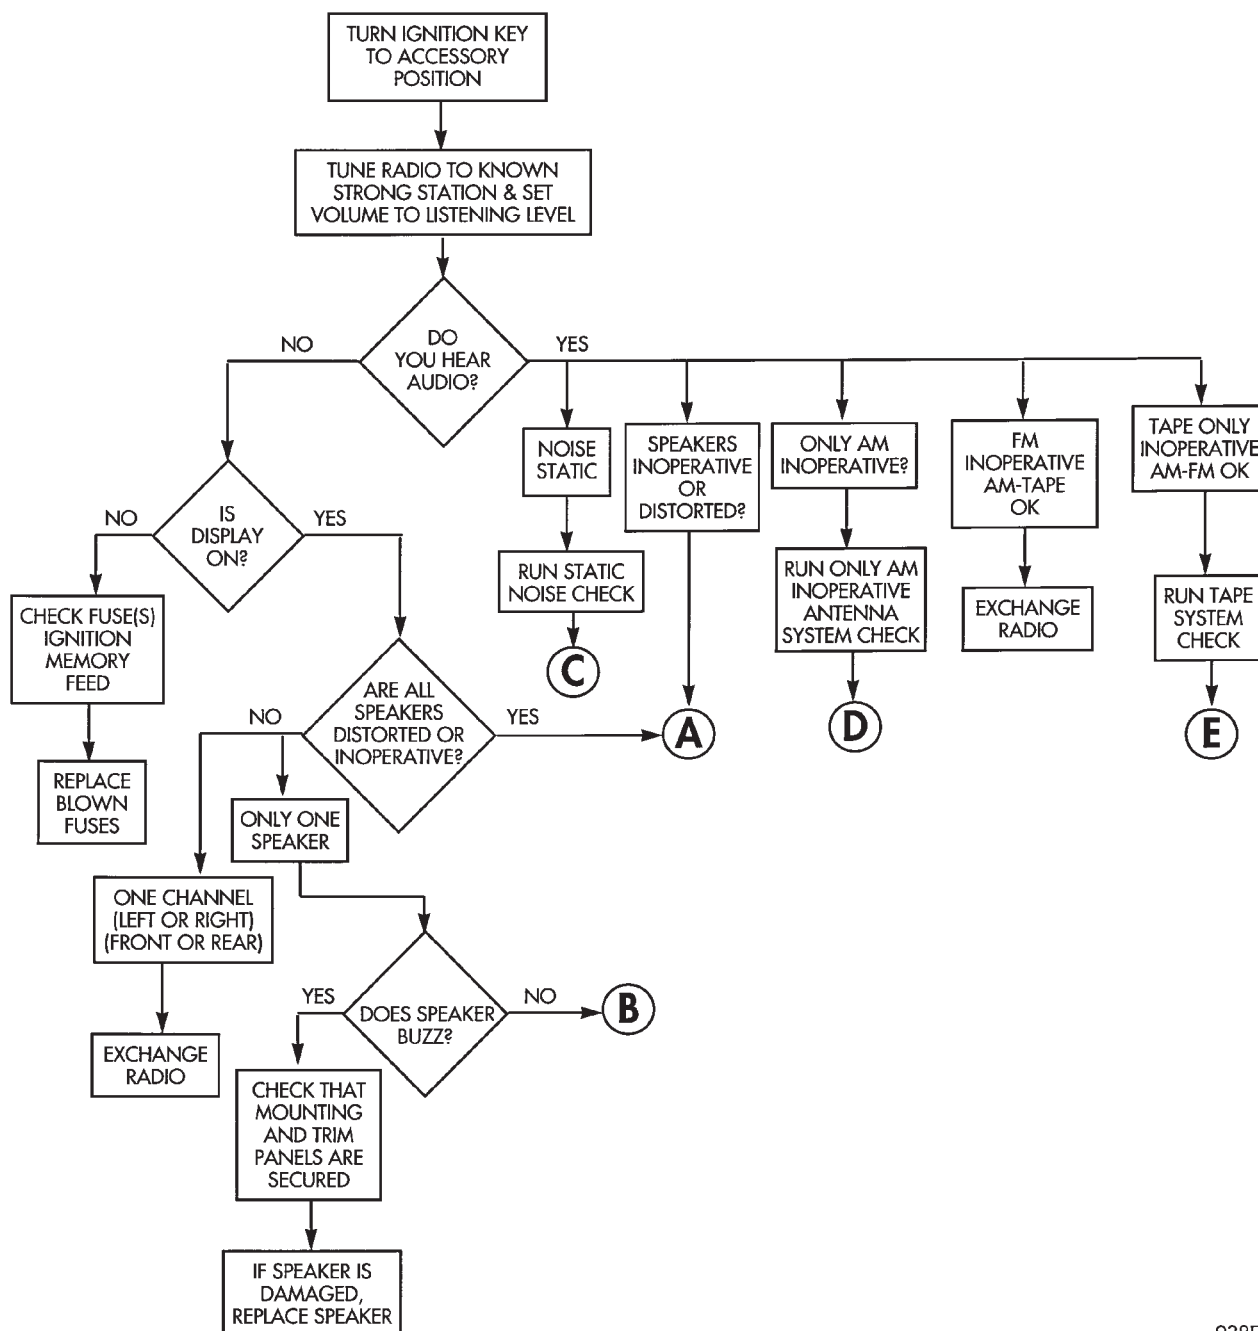 TURN IGNITION KEY
TO ACCESSORY
POSITION
TUNE RADIO TO KNOWN
STRONG STATION & SET
VOLUME TO LISTENING LEVEL
DO
YOU HEAR
AUDIO?
NO
YES
NOISE
STATIC
SPEAKERS
INOPERATIVE
OR
DISTORTED?
ONLY AM
INOPERATIVE?
FM
INOPERATIVE
AM-TAPE
OK
TAPE ONLY
INOPERATIVE
AM-FM OK
IS
DISPLAY
ON?
NO
YES
RUN STATIC
NOISE CHECK
RUN ONLY AM
INOPERATIVE
ANTENNA
SYSTEM CHECK
EXCHANGE
RADIO
RUN TAPE
SYSTEM
CHECK
CHECK FUSE(S)
IGNITION
MEMORY
FEED
C
A
D
E
ARE ALL
SPEAKERS
DISTORTED OR
INOPERATIVE?
NO
YES
REPLACE
BLOWN
FUSES
ONLY ONE
SPEAKER
ONE CHANNEL
(LEFT OR RIGHT)
(FRONT OR REAR)
DOES SPEAKER
BUZZ?
YES
NO
B
EXCHANGE
RADIO
CHECK THAT
MOUNTING
AND TRIM
PANELS ARE
SECURED
IF SPEAKER IS
DAMAGED,
REPLACE SPEAKER